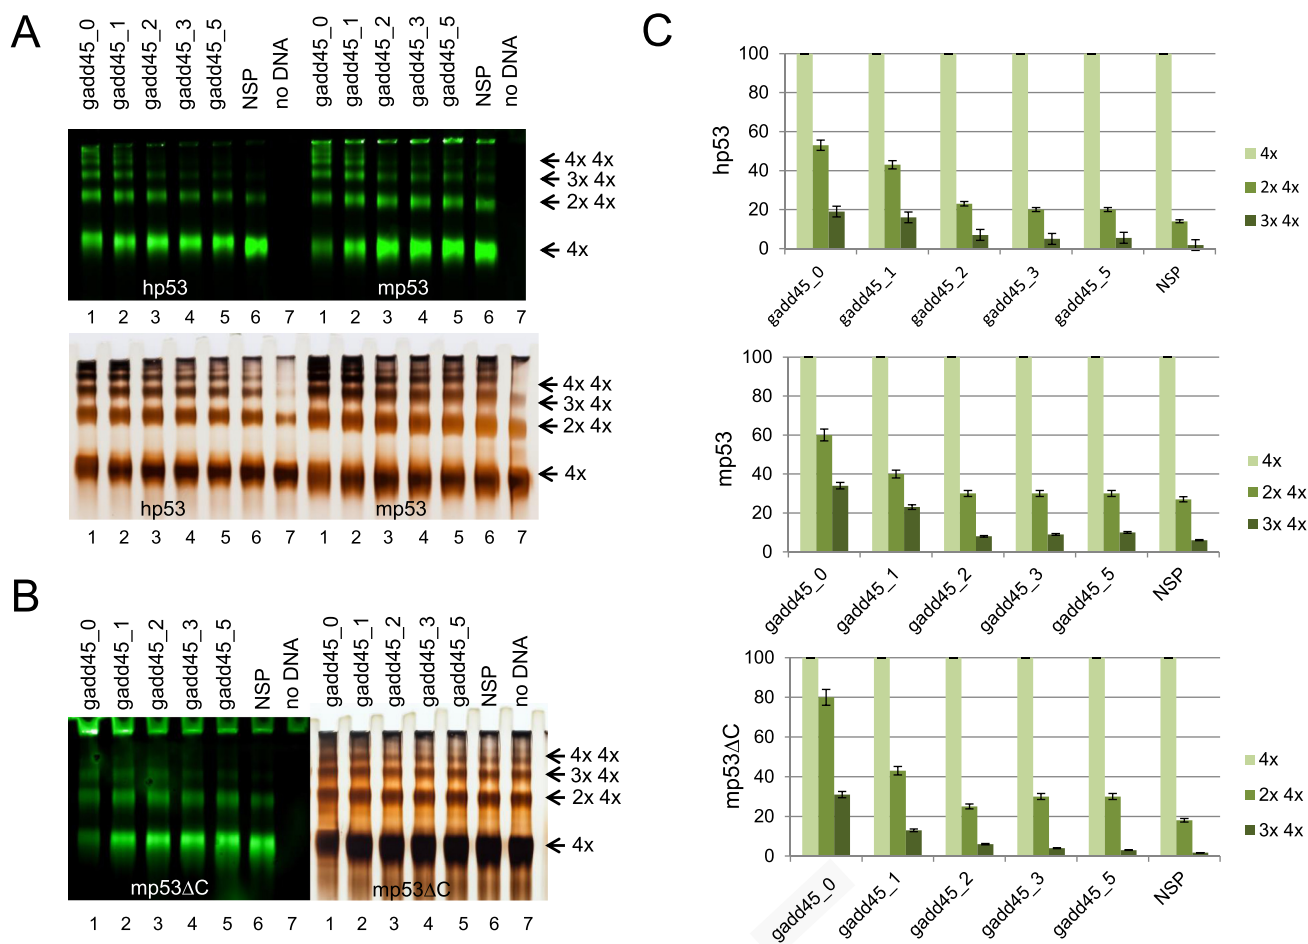 A
gadd45_0
gadd45_1
gadd45_2
gadd45_3
gadd45_5
NSP
no DNA
gadd45_0
gadd45_1
gadd45_2
gadd45_3
gadd45_5
NSP
no DNA
4x 4x
3x 4x
2x 4x
4x
hp53
mp53
1 2 3 4 5 6 7 1 2 3 4 5 6 7
4x 4x
3x 4x
2x 4x
4x
hp53
mp53
1 2 3 4 5 6 7 1 2 3 4 5 6 7
B
gadd45_0
gadd45_1
gadd45_2
gadd45_3
gadd45_5
NSP
no DNA
gadd45_0
gadd45_1
gadd45_2
gadd45_3
gadd45_5
NSP
no DNA
4x 4x
3x 4x
2x 4x
4x
mp53ΔC
mp53ΔC
1 2 3 4 5 6 7 1 2 3 4 5 6 7
C
hp53
100
80
60
40
20
0
gadd45_0
gadd45_1
gadd45_2
gadd45_3
gadd45_5
NSP
4x
2x 4x
3x 4x
mp53
100
80
60
40
20
0
gadd45_0
gadd45_1
gadd45_2
gadd45_3
gadd45_5
NSP
4x
2x 4x
3x 4x
mp53ΔC
100
80
60
40
20
0
gadd45_0
gadd45_1
gadd45_2
gadd45_3
gadd45_5
NSP
4x
2x 4x
3x 4x